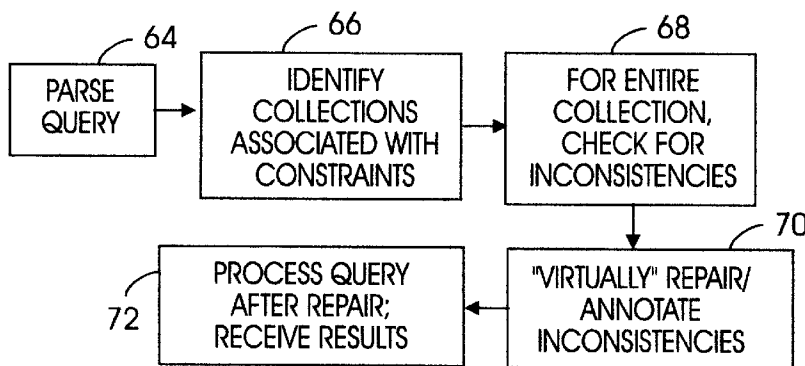 64
PARSE
QUERY
66
IDENTIFY
COLLECTIONS
ASSOCIATED WITH
CONSTRAINTS
68
FOR ENTIRE
COLLECTION,
CHECK FOR
INCONSISTENCIES
70
"VIRTUALLY" REPAIR/
ANNOTATE
INCONSISTENCIES
72
PROCESS QUERY
AFTER REPAIR;
RECEIVE RESULTS